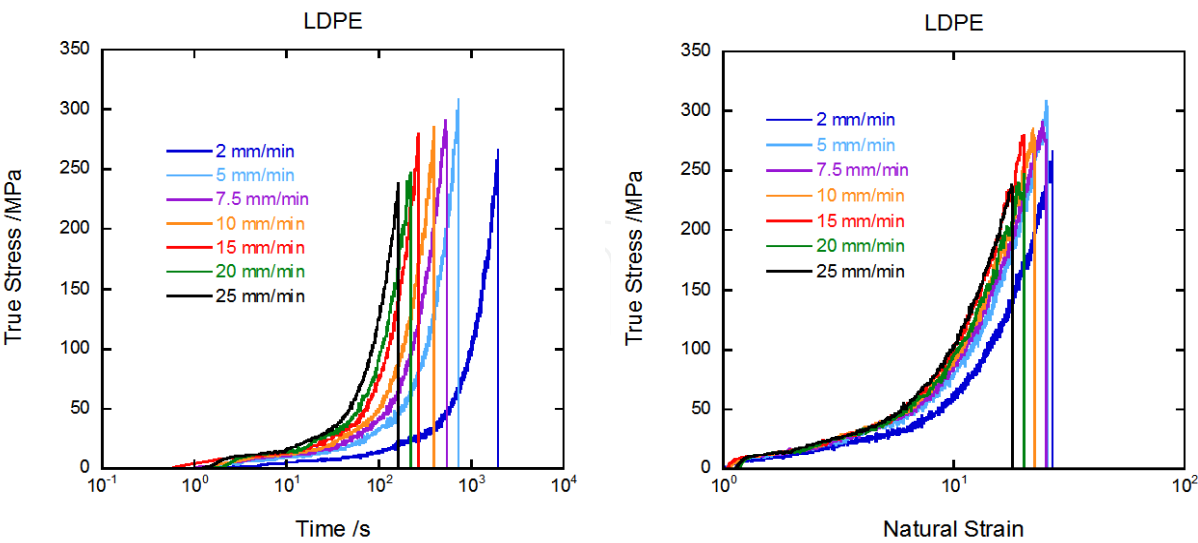 LDPE
350
300
250
200
150
100
50
0
True Stress /MPa
2 mm/min
5 mm/min
7.5 mm/min
10 mm/min
15 mm/min
20 mm/min
25 mm/min
10-1
100
101
102
103
104
Time /s
LDPE
350
300
250
200
150
100
50
0
True Stress /MPa
2 mm/min
5 mm/min
7.5 mm/min
10 mm/min
15 mm/min
20 mm/min
25 mm/min
100
101
102
Natural Strain